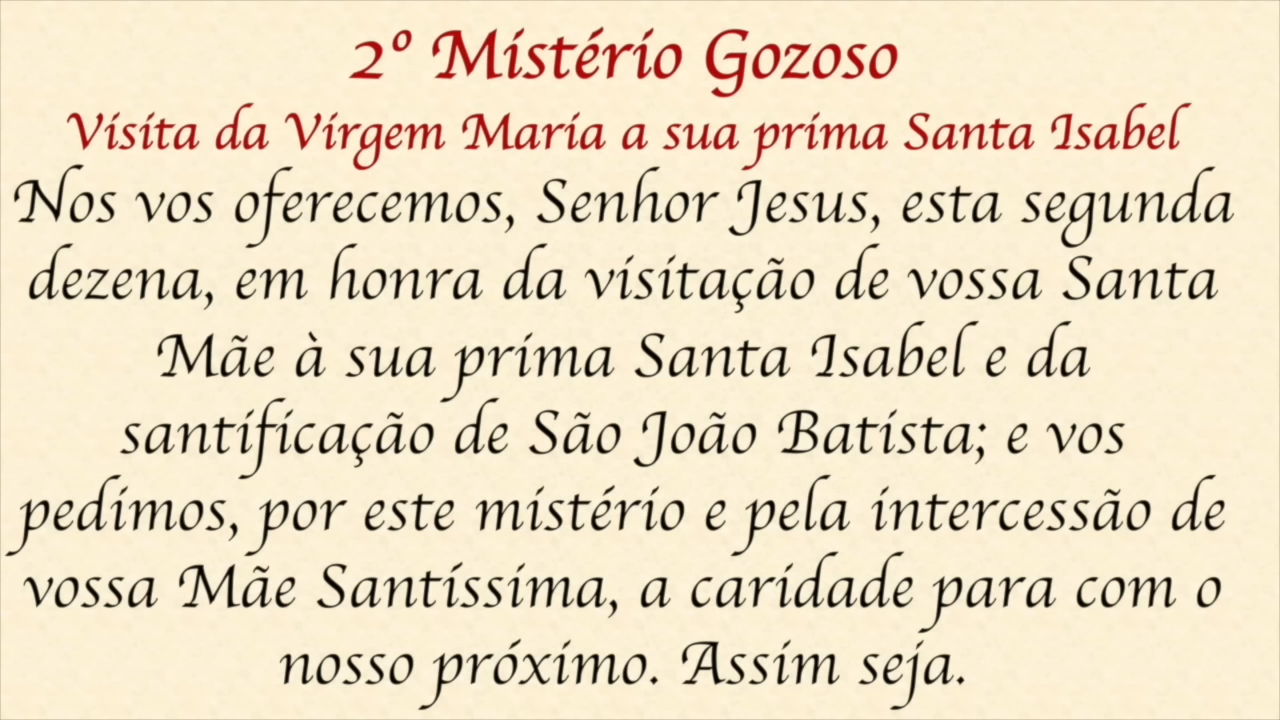 2º Mistério Gozoso
Visita da Virgem Maria a sua prima Santa Isabel
Nos vos oferecemos, Senhor Jesus, esta segunda
dezena, em honra da visitação de vossa Santa
Mãe à sua prima Santa Isabel e da
santificação de São João Batista; e vos
pedimos, por este mistério e pela intercessão de
vossa Mãe Santíssima, a caridade para com o
nosso próximo. Assim seja.